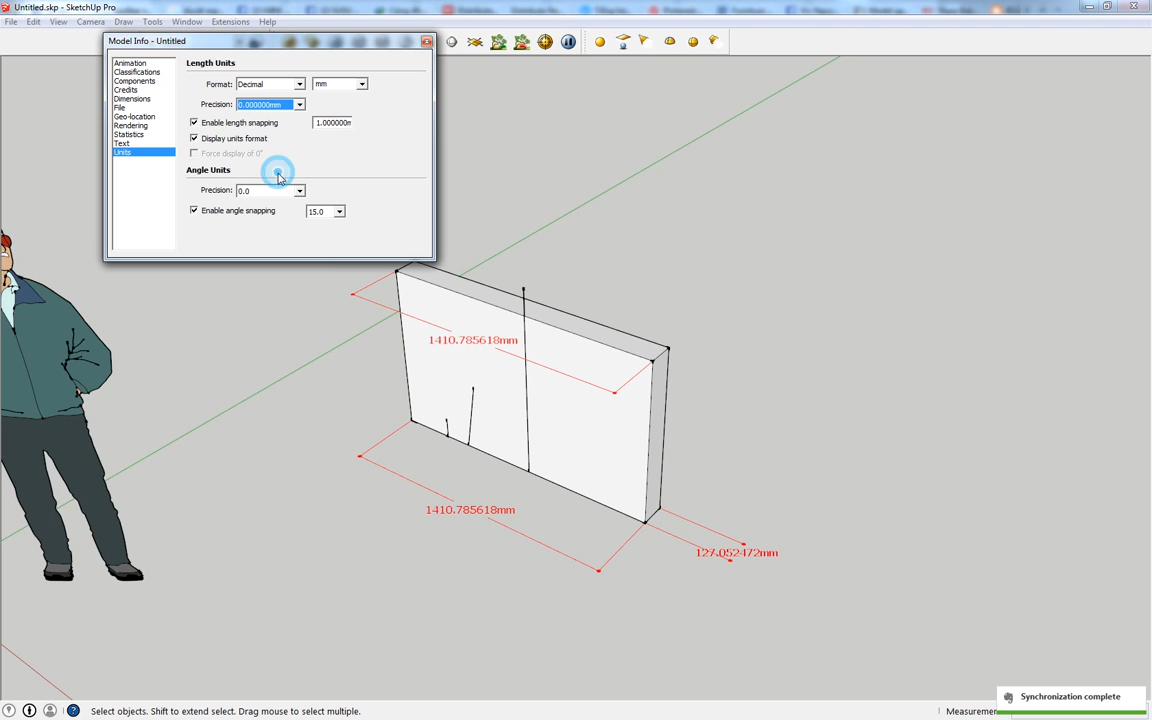 Untitled.skp - SketchUp Pro
File Edit View Camera Draw Tools Window Extensions Help
Model Info - Untitled
Animation
Classifications
Components
Credits
Dimensions
File
Geo-location
Rendering
Statistics
Text
Units
Length Units
Format: Decimal mm
Precision: 0.000000mm
Enable length snapping 1.000000m
Display units format
Force display of 0"
Angle Units
Precision: 0.0
Enable angle snapping 15.0
1410.785618mm
1410.785618mm
127.052472mm
Synchronization complete
Select objects. Shift to extend select. Drag mouse to select multiple.
Measuremen